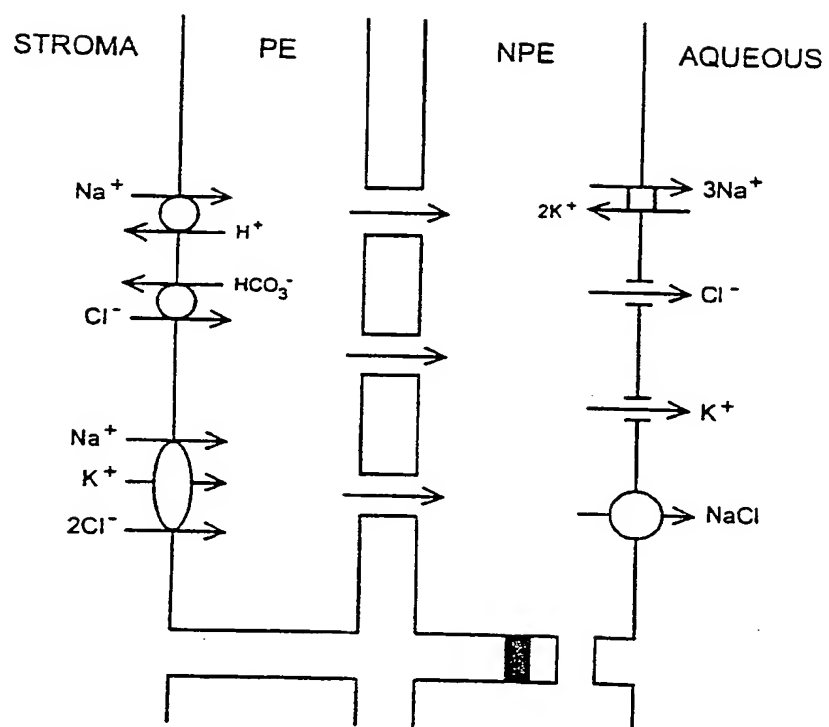 STROMA PE NPE AQUEOUS
Na⁺
H⁺
HCO₃⁻
Cl⁻
Na⁺
K⁺
2Cl⁻
3Na⁺
2K⁺
Cl⁻
K⁺
NaCl